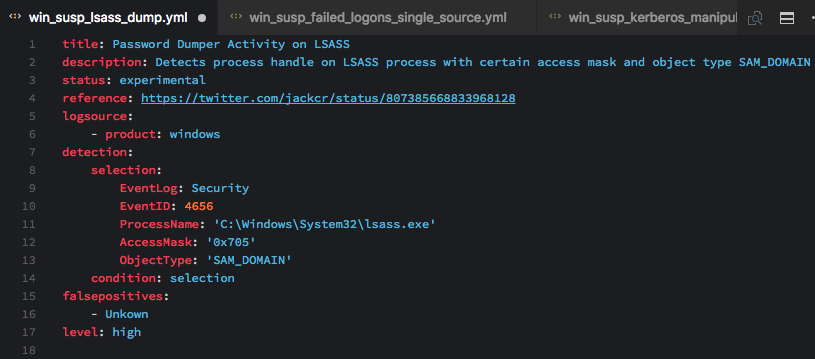 win_susp_lsass_dump.yml win_susp_failed_logons_single_source.yml win_susp_kerberos_manipul
1 title: Password Dumper Activity on LSASS
2 description: Detects process handle on LSASS process with certain access mask and object type SAM_DOMAIN
3 status: experimental
4 reference: https://twitter.com/jackcr/status/807385668833968128
5 logsource:
6     - product: windows
7 detection:
8     selection:
9         EventLog: Security
10         EventID: 4656
11         ProcessName: 'C:\Windows\System32\lsass.exe'
12         AccessMask: '0x705'
13         ObjectType: 'SAM_DOMAIN'
14     condition: selection
15 falsepositives:
16     - Unkown
17 level: high
18